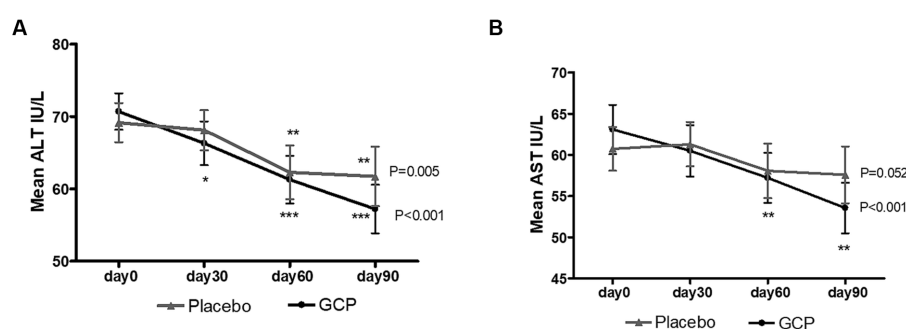 A
B
80
70
60
50
Mean ALT IU/L
**
**
*
***
***
P=0.005
P<0.001
day0 day30 day60 day90
Placebo GCP
70
65
60
55
50
45
Mean AST IU/L
P=0.052
P<0.001
**
**
day0 day30 day60 day90
Placebo GCP